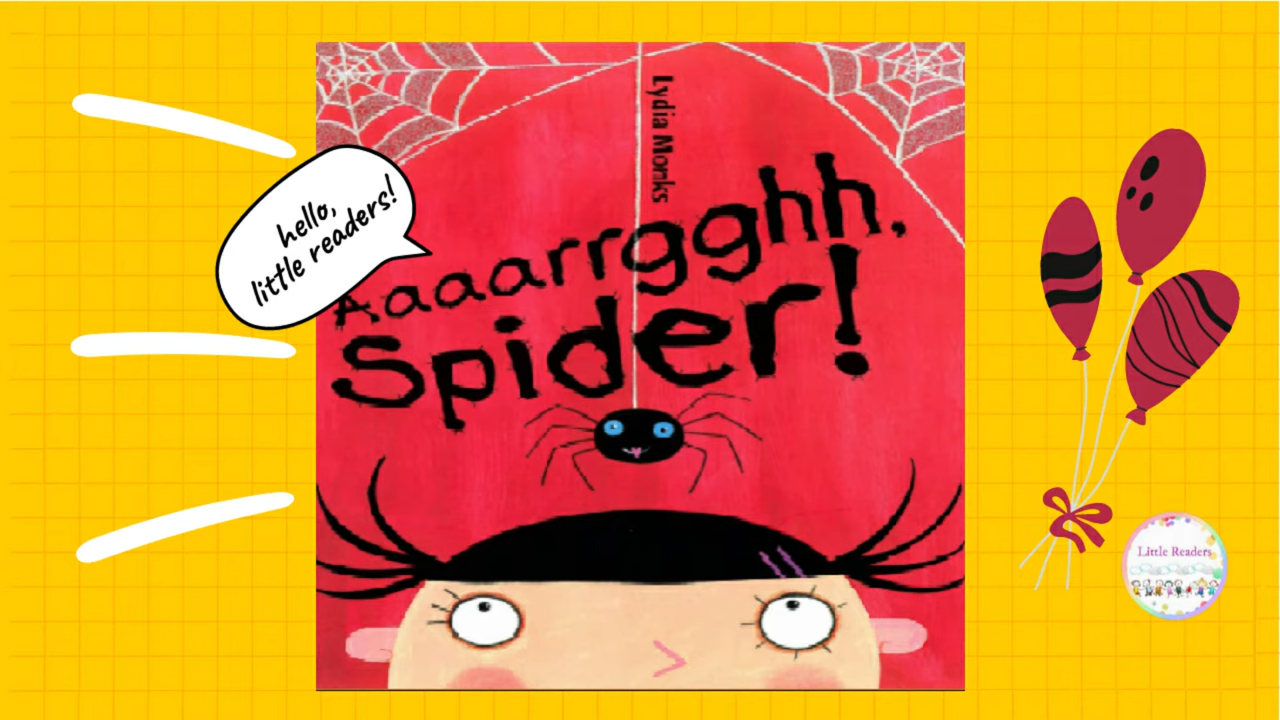 hello,
little readers!
Lydia Monks
Aaaarrgghh,
Spider!
Little Readers